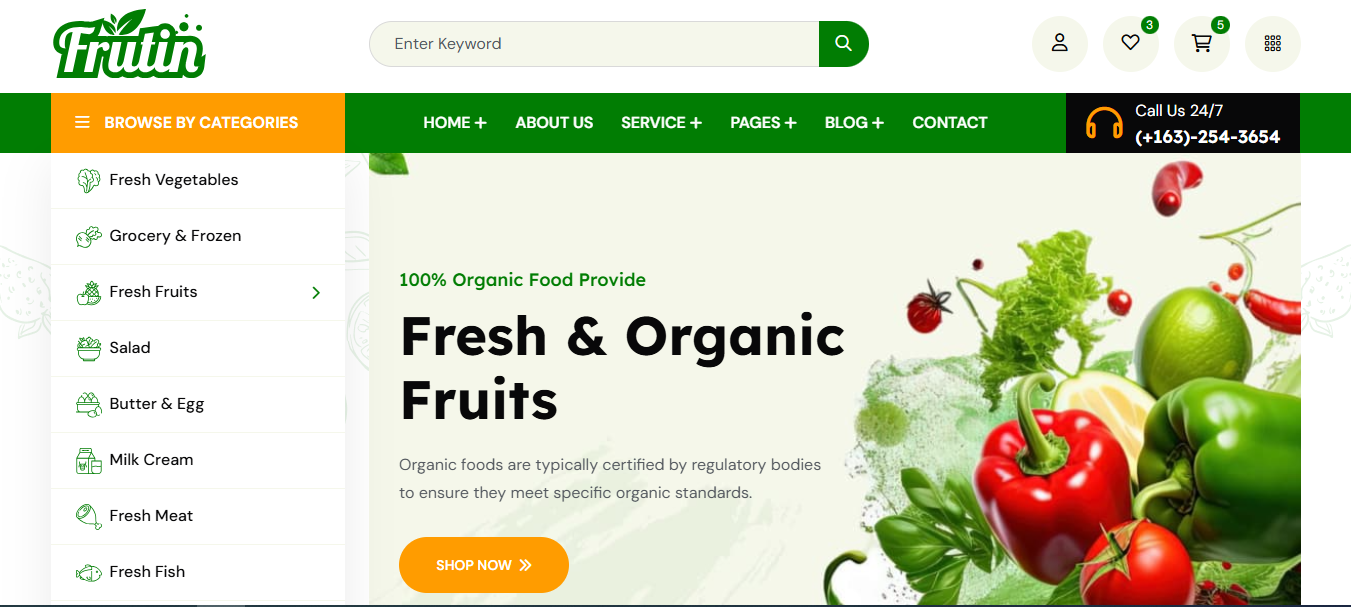 Frutin
Enter Keyword
3
5
BROWSE BY CATEGORIES
HOME +
ABOUT US
SERVICE +
PAGES +
BLOG +
CONTACT
Call Us 24/7
(+163)-254-3654
Fresh Vegetables
Grocery & Frozen
Fresh Fruits
Salad
Butter & Egg
Milk Cream
Fresh Meat
Fresh Fish
100% Organic Food Provide
Fresh & Organic
Fruits
Organic foods are typically certified by regulatory bodies
to ensure they meet specific organic standards.
SHOP NOW